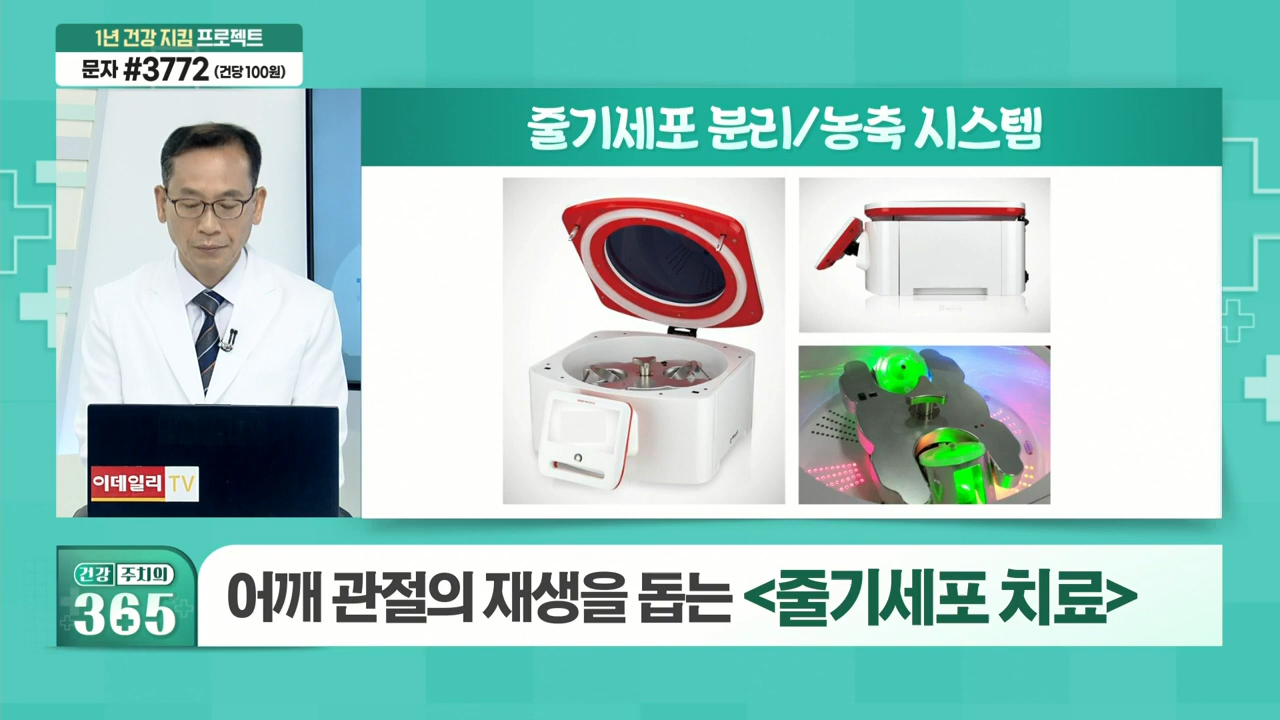 1년 건강 지킴 프로젝트
문자 #3772 (건당 100원)
줄기세포 분리/농축 시스템
이데일리 TV
건강 주치의
365
어깨 관절의 재생을 돕는 <줄기세포 치료>